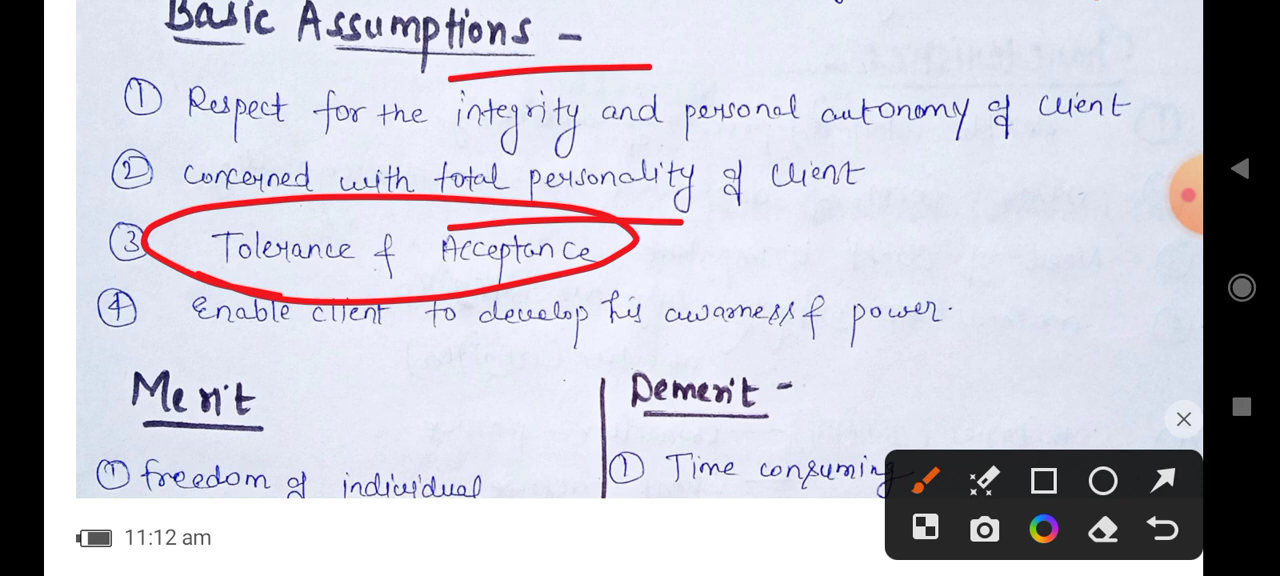 Basic Assumptions -
① Respect for the integrity and personal autonomy of client
② concerned with total personality of client
③ Tolerance & Acceptance
④ Enable client to develop his awarness & power.
Merit
Demerit -
① freedom of individual
① Time consuming
11:12 am